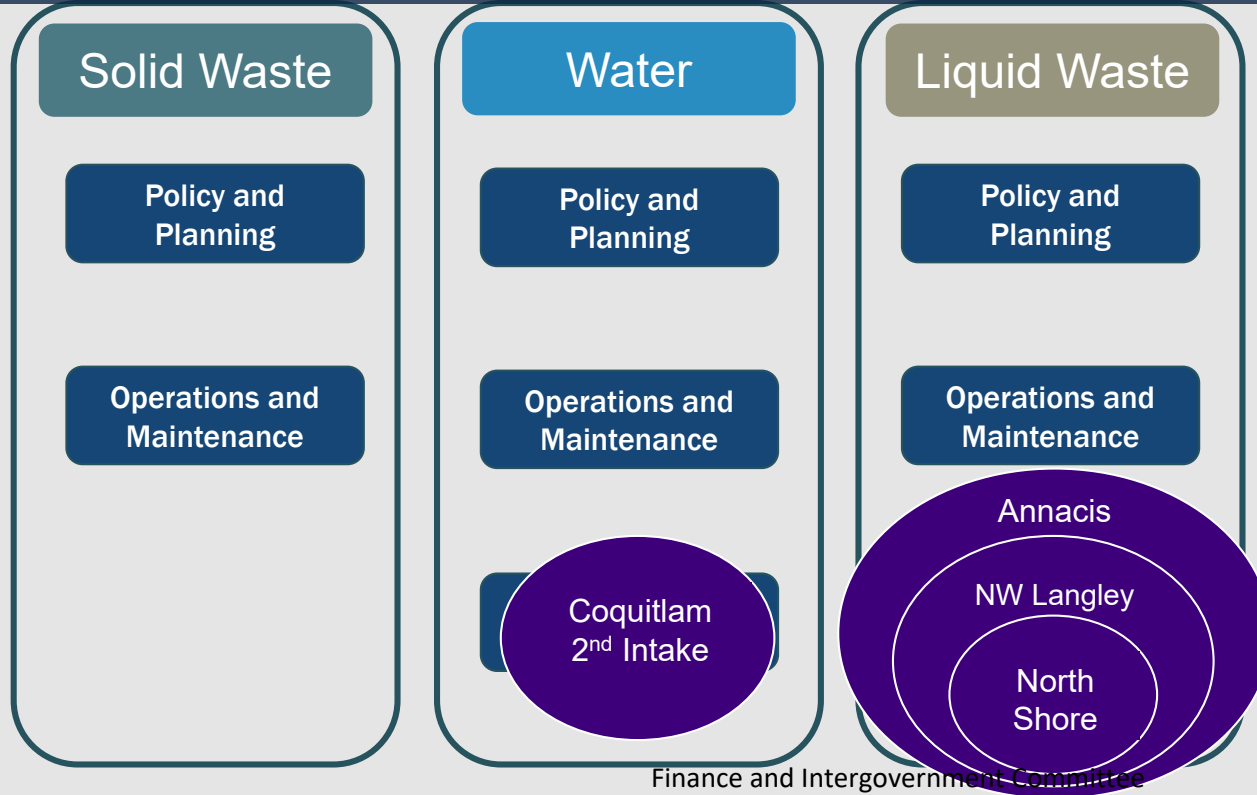 Solid Waste
Policy and
Planning
Operations and
Maintenance
Water
Policy and
Planning
Operations and
Maintenance
Coquitlam
2nd Intake
Liquid Waste
Policy and
Planning
Operations and
Maintenance
Annacis
NW Langley
North
Shore
Finance and Intergovernment Committee